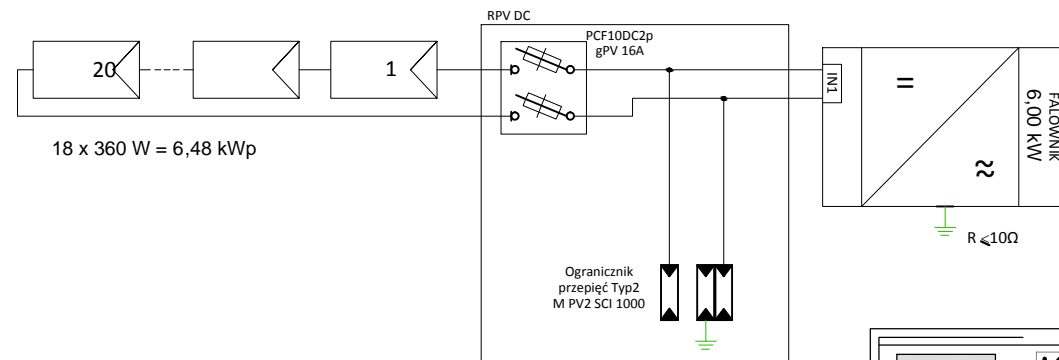 RPV DC
PCF10DC2p
gPV 16A
20
1
IN1
=
≈
FALOWNIK
6,00 kW
18 x 360 W = 6,48 kWp
R ⩽10Ω
Ogranicznik
przepięć Typ2
M PV2 SCI 1000